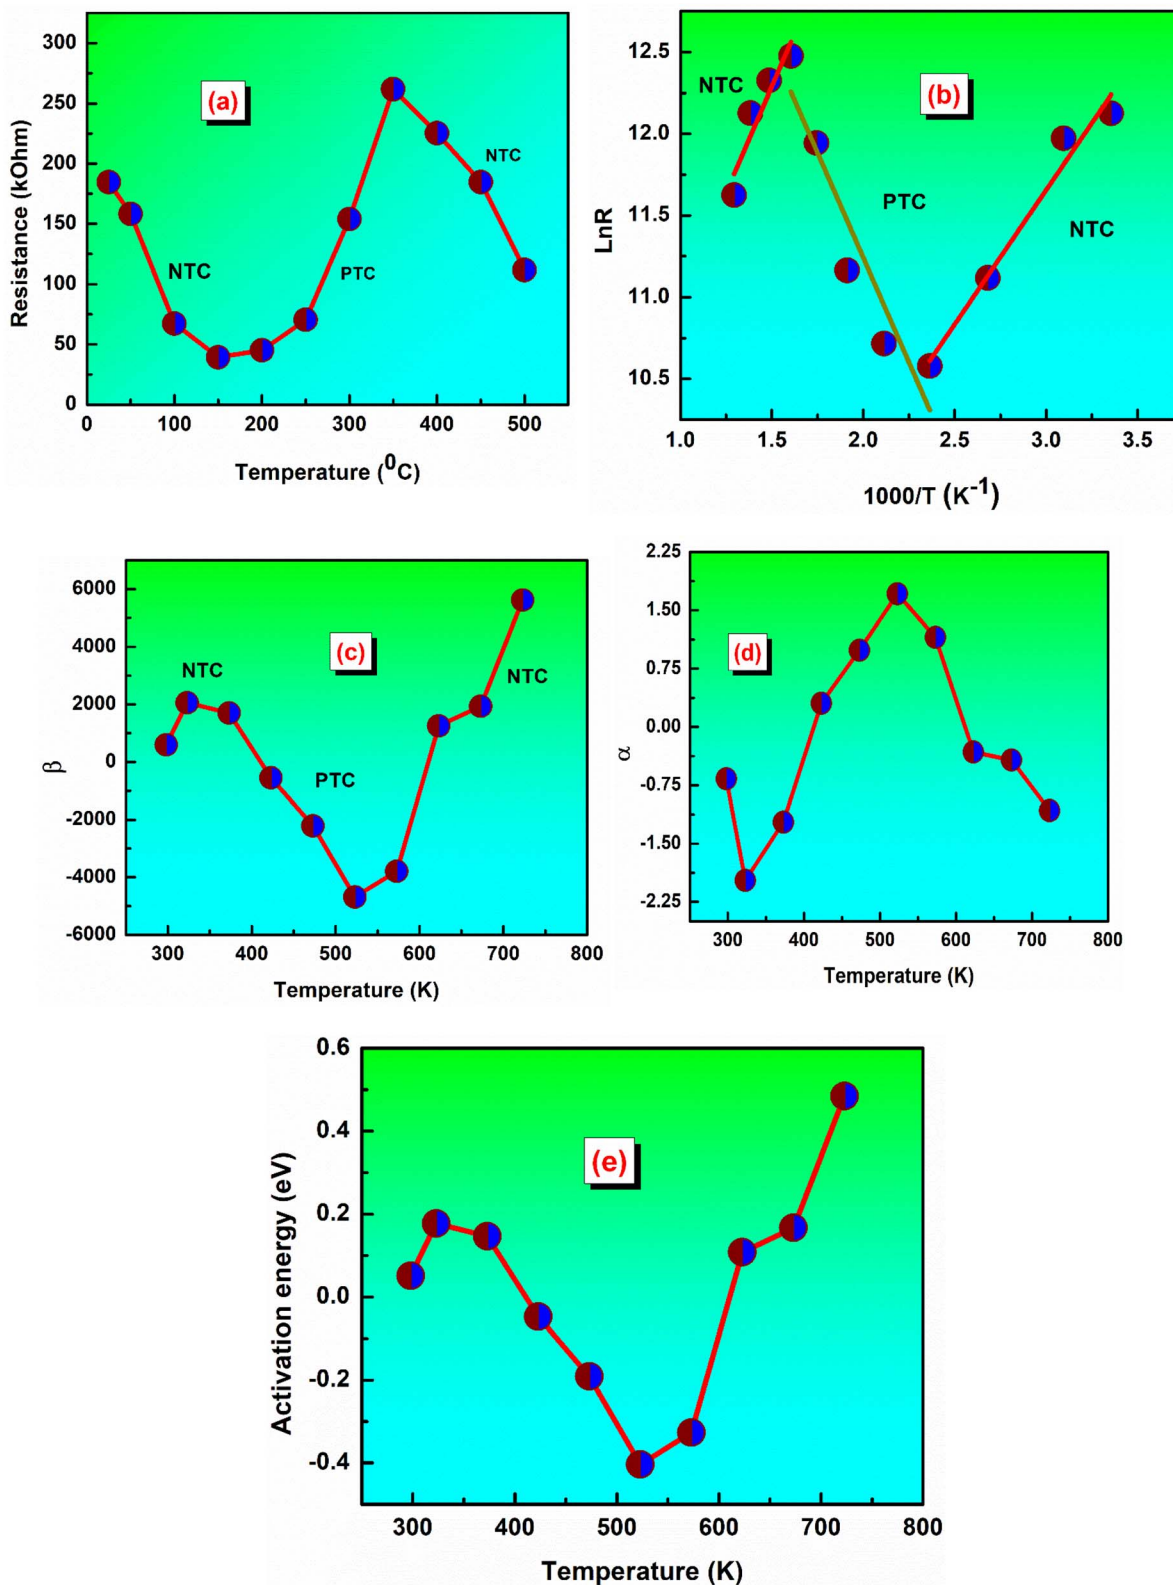 300
250
200
150
100
50
0
Resistance (kOhm)
(a)
NTC
PTC
NTC
0 100 200 300 400 500
Temperature (⁰C)
12.5
12.0
11.5
11.0
10.5
LnR
NTC
(b)
PTC
NTC
1.0 1.5 2.0 2.5 3.0 3.5
1000/T (K⁻¹)
6000
4000
2000
0
-2000
-4000
-6000
β
(c)
NTC
NTC
PTC
300 400 500 600 700 800
Temperature (K)
2.25
1.50
0.75
0.00
-0.75
-1.50
-2.25
α
(d)
300 400 500 600 700 800
Temperature (K)
0.6
0.4
0.2
0.0
-0.2
-0.4
Activation energy (eV)
(e)
300 400 500 600 700 800
Temperature (K)